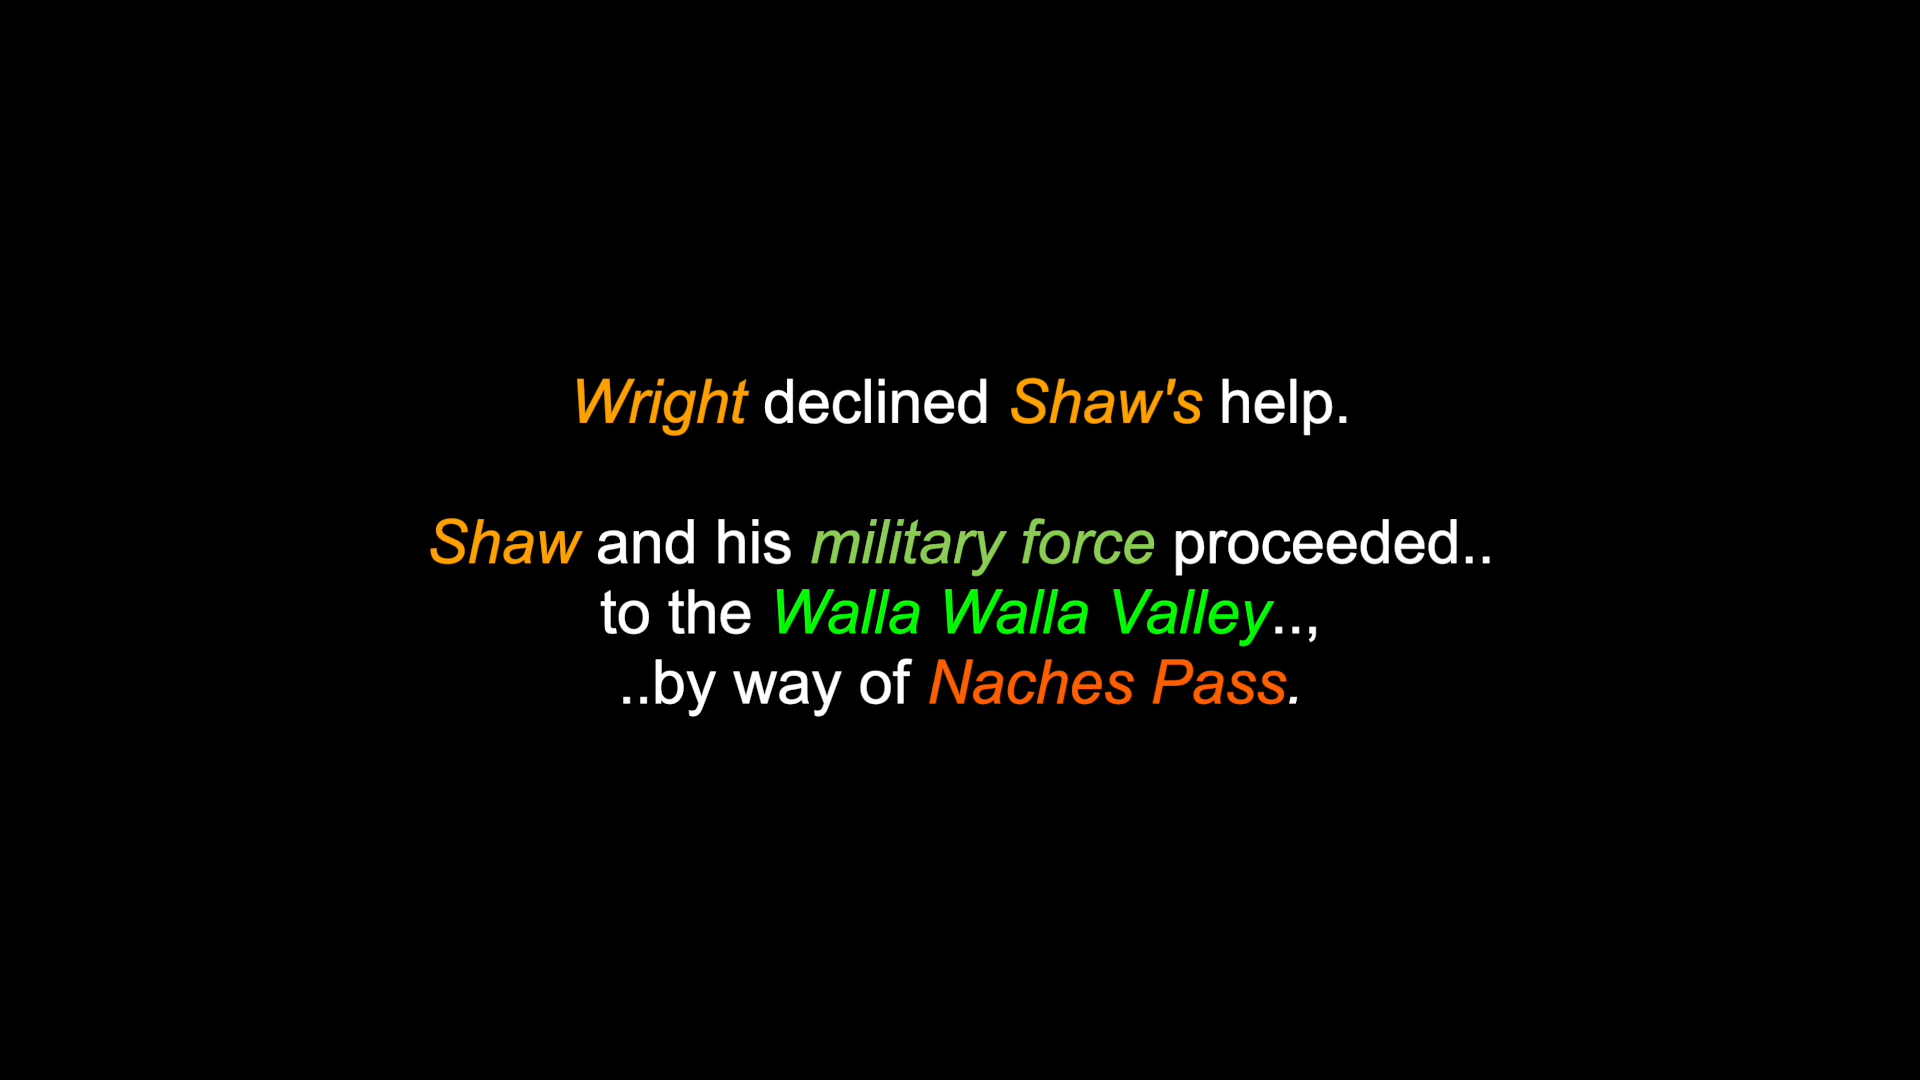 Wright declined Shaw's help.
Shaw and his military force proceeded..
to the Walla Walla Valley..,
..by way of Naches Pass.